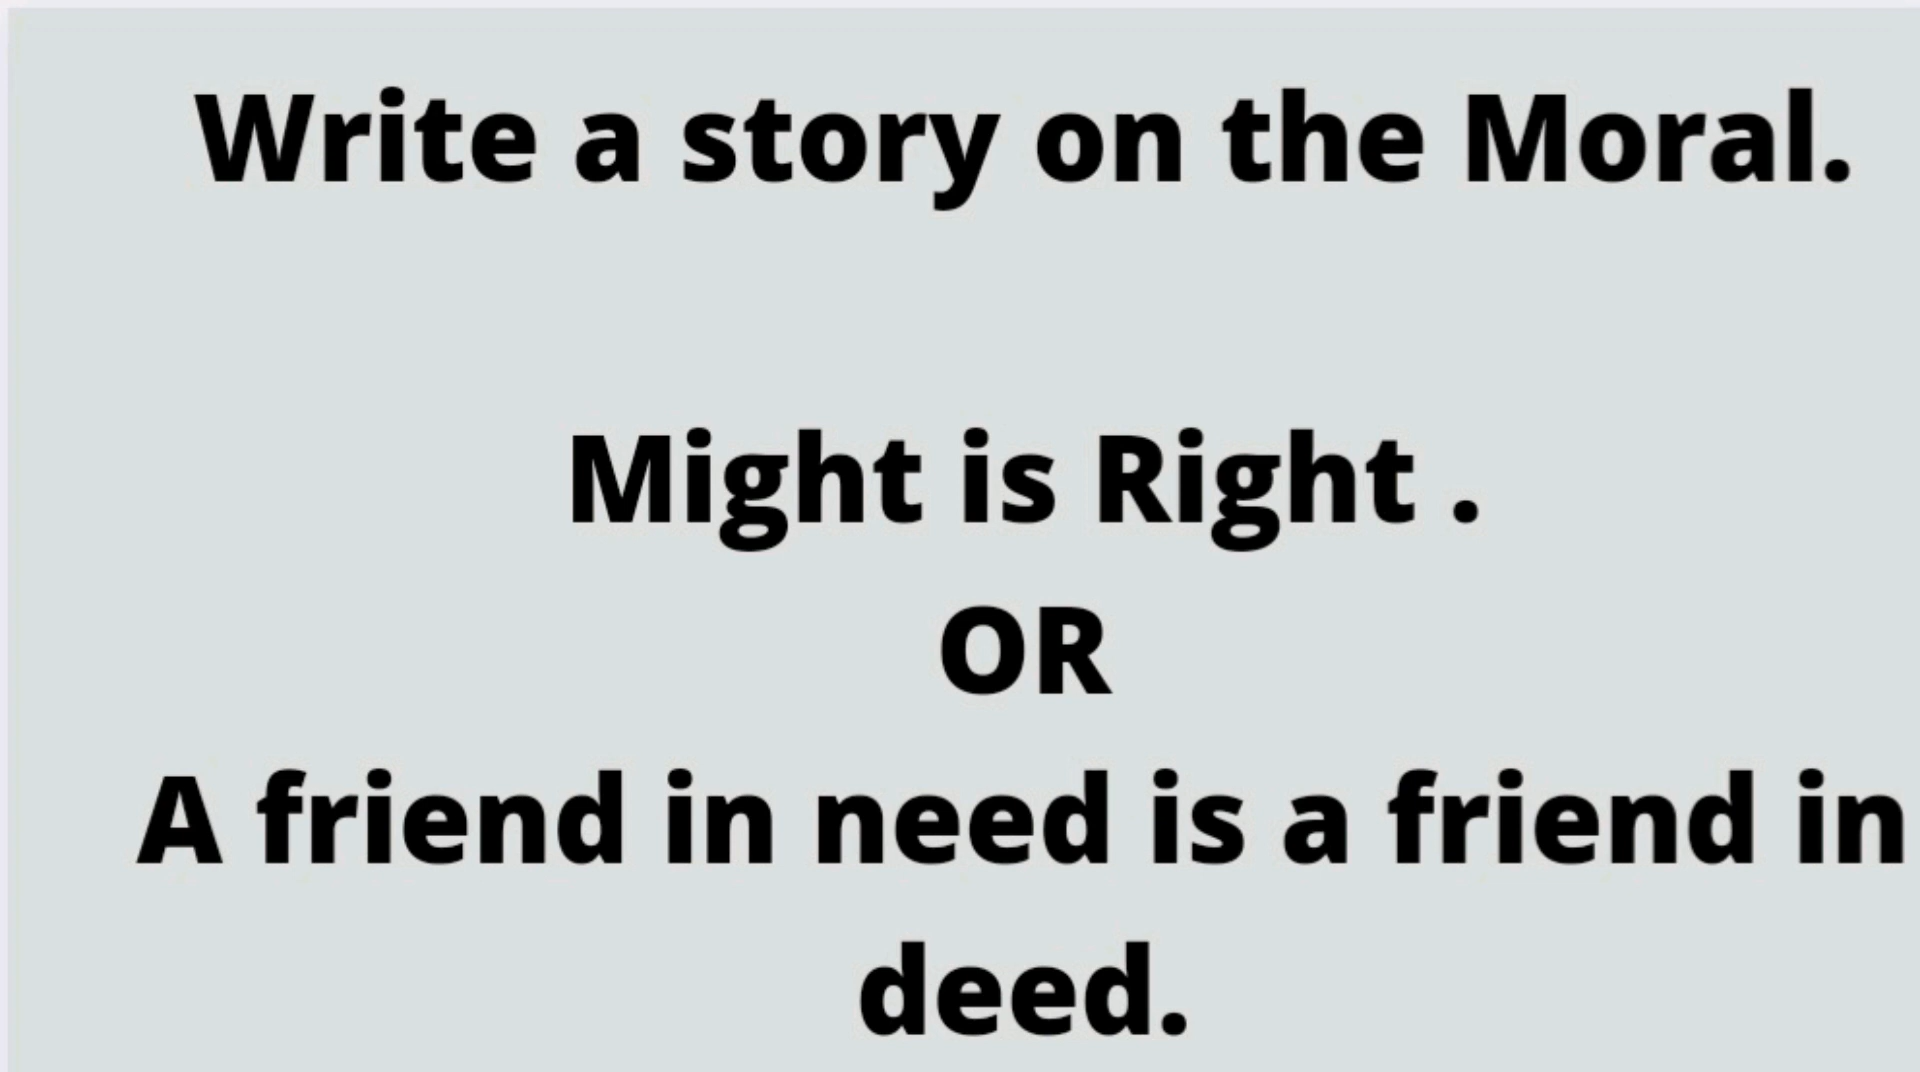 Write a story on the Moral.
Might is Right .
OR
A friend in need is a friend in
deed.